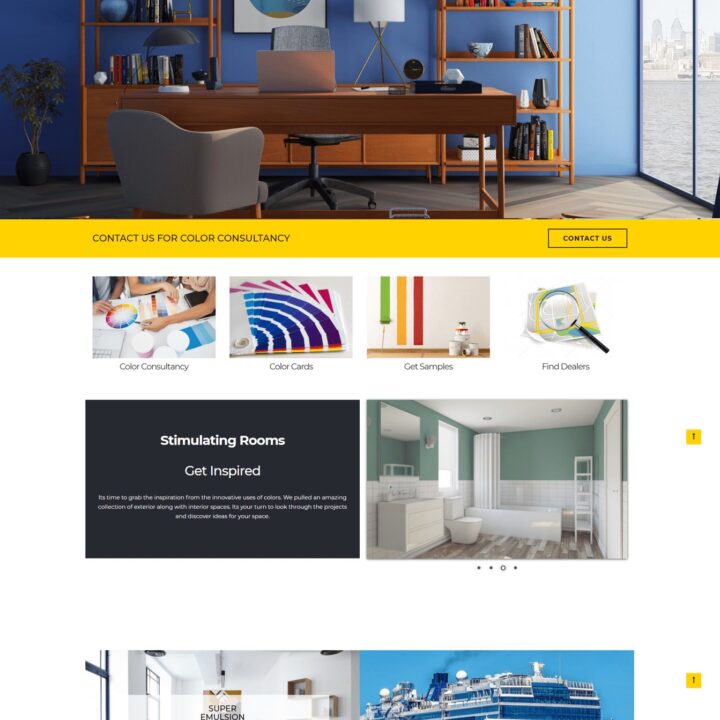 CONTACT US FOR COLOR CONSULTANCY
CONTACT US
Color Consultancy
Color Cards
Get Samples
Find Dealers
Stimulating Rooms
Get Inspired
Its time to grab the inspiration from the innovative uses of colors. We pulled an amazing
collection of exterior along with interior spaces. Its your turn to look through the projects
and discover ideas for your space.
SUPER
EMULSION